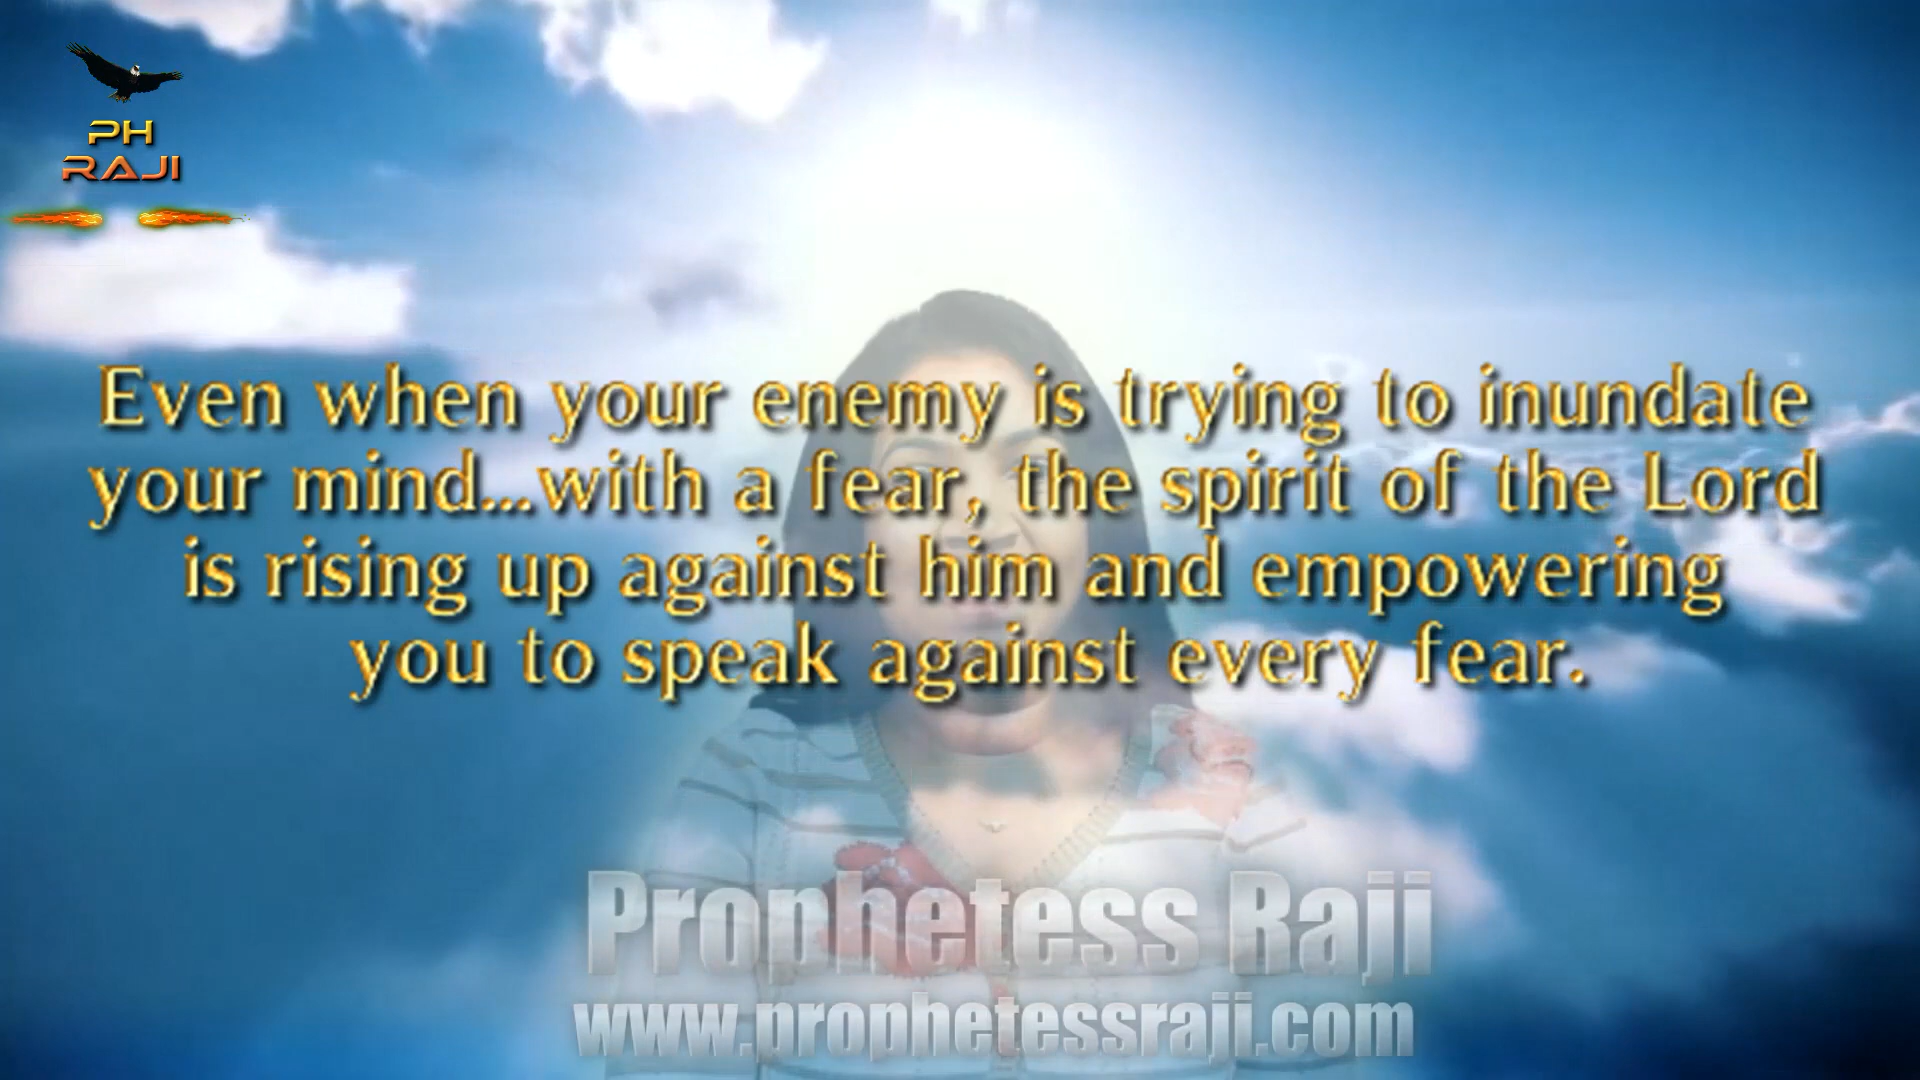 PH
RAJI
Even when your enemy is trying to inundate
your mind...with a fear, the spirit of the Lord
is rising up against him and empowering
you to speak against every fear.
Prophetess Raji
www.prophetessraji.com